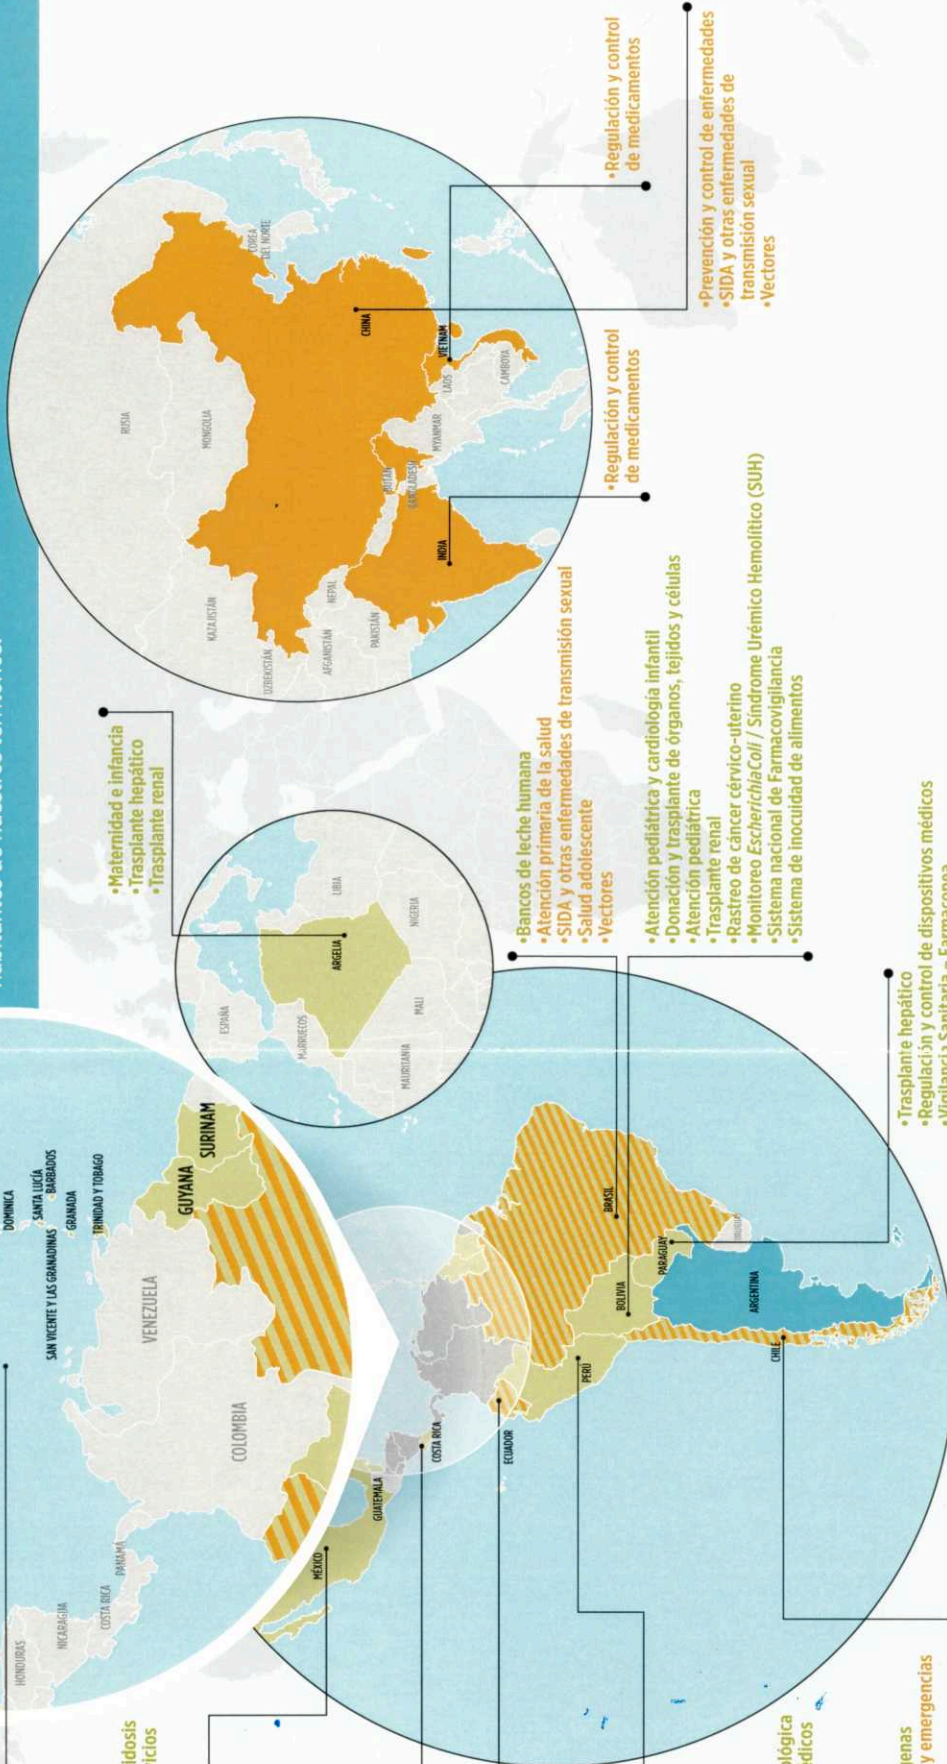 DOMINICA
SANTA LUCÍA
BARBADOS
SAN VICENTE Y LAS GRANADINAS
GRANADA
TRINIDAD Y TOBAGO
GUYANA
SURINAM
VENEZUELA
COLOMBIA
PANAMÁ
COSTA RICA
NICARAGUA
HONDURAS
MÉXICO
GUATEMALA
COSTA RICA
ECUADOR
PERÚ
BRASIL
BOLIVIA
PARAGUAY
ARGENTINA
CHILE
ESPAÑA
MARRUECOS
ARGELIA
LIBIA
MAURITANIA
MALI
NIGERIA
•Maternidad e infancia
•Trasplante hepático
•Trasplante renal
RUSIA
MONGOLIA
KAZAJISTÁN
UZBEKISTÁN
AFGANISTÁN
PAKISTÁN
NEPAL
BUTÁN
BANGLADESH
INDIA
MYANMAR
LAOS
VIETNAM
CAMBOYA
CHINA
COREA
DEL NORTE
•Regulación y control
de medicamentos
•Regulación y control
de medicamentos
•Prevención y control de enfermedades
•SIDA y otras enfermedades de
transmisión sexual
•Vectores
•Bancos de leche humana
•Atención primaria de la salud
•SIDA y otras enfermedades de transmisión sexual
•Salud adolescente
•Vectores
•Atención pediátrica y cardiología infantil
•Donación y trasplante de órganos, tejidos y células
•Atención pediátrica
•Trasplante renal
•Rastreo de cáncer cérvico-uterino
•Monitoreo EscherichiaColi / Síndrome Urémico Hemolítico (SUH)
•Sistema nacional de Farmacovigilancia
•Sistema de inocuidad de alimentos
•Trasplante hepático
•Regulación y control de dispositivos médicos
y emergencias